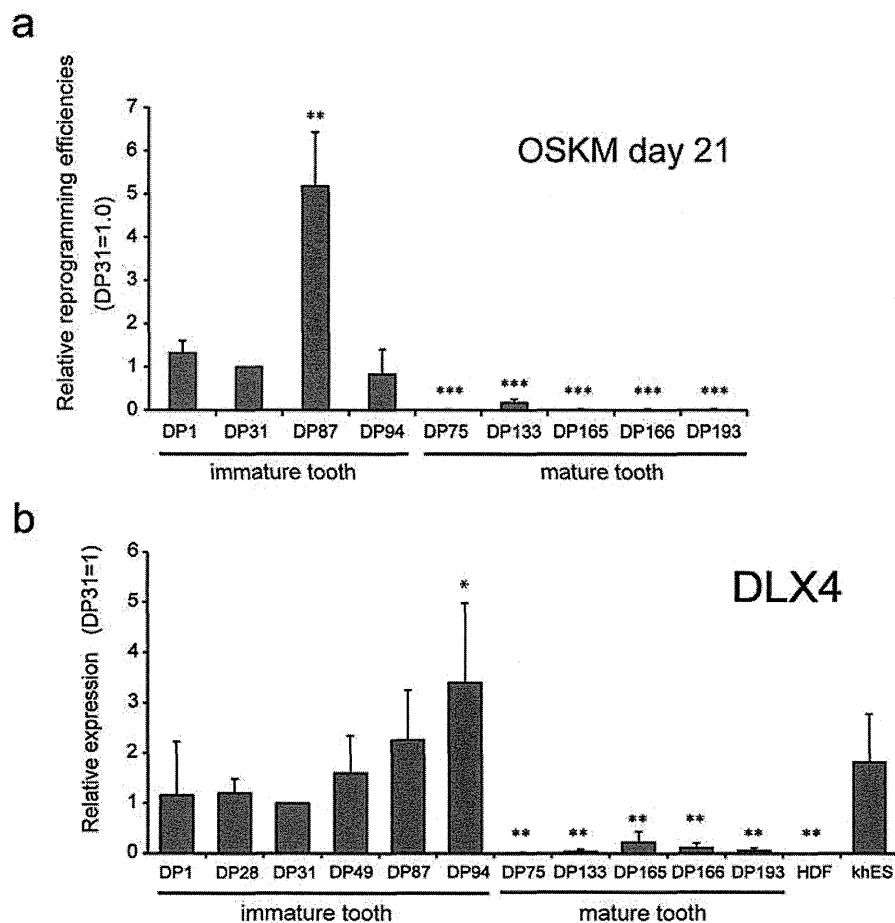 a
Relative reprogramming efficiencies
(DP31=1.0)
7
6
5
4
3
2
1
0
**
OSKM day 21
*** *** *** *** ***
DP1 DP31 DP87 DP94 DP75 DP133 DP165 DP166 DP193
immature tooth mature tooth
b
Relative expression (DP31=1)
6
5
4
3
2
1
0
*
DLX4
** ** ** ** ** **
DP1 DP28 DP31 DP49 DP87 DP94 DP75 DP133 DP165 DP166 DP193 HDF khES
immature tooth mature tooth